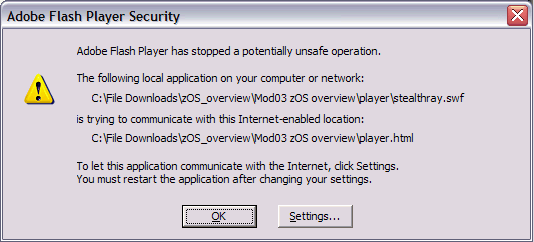 Adobe Flash Player Security
Adobe Flash Player has stopped a potentially unsafe operation.
The following local application on your computer or network:
C:\File Downloads\zOS_overview\Mod03 zOS overview\player\stealthray.swf
is trying to communicate with this Internet-enabled location:
C:\File Downloads\zOS_overview\Mod03 zOS overview\player.html
To let this application communicate with the Internet, click Settings.
You must restart the application after changing your settings.
OK Settings...